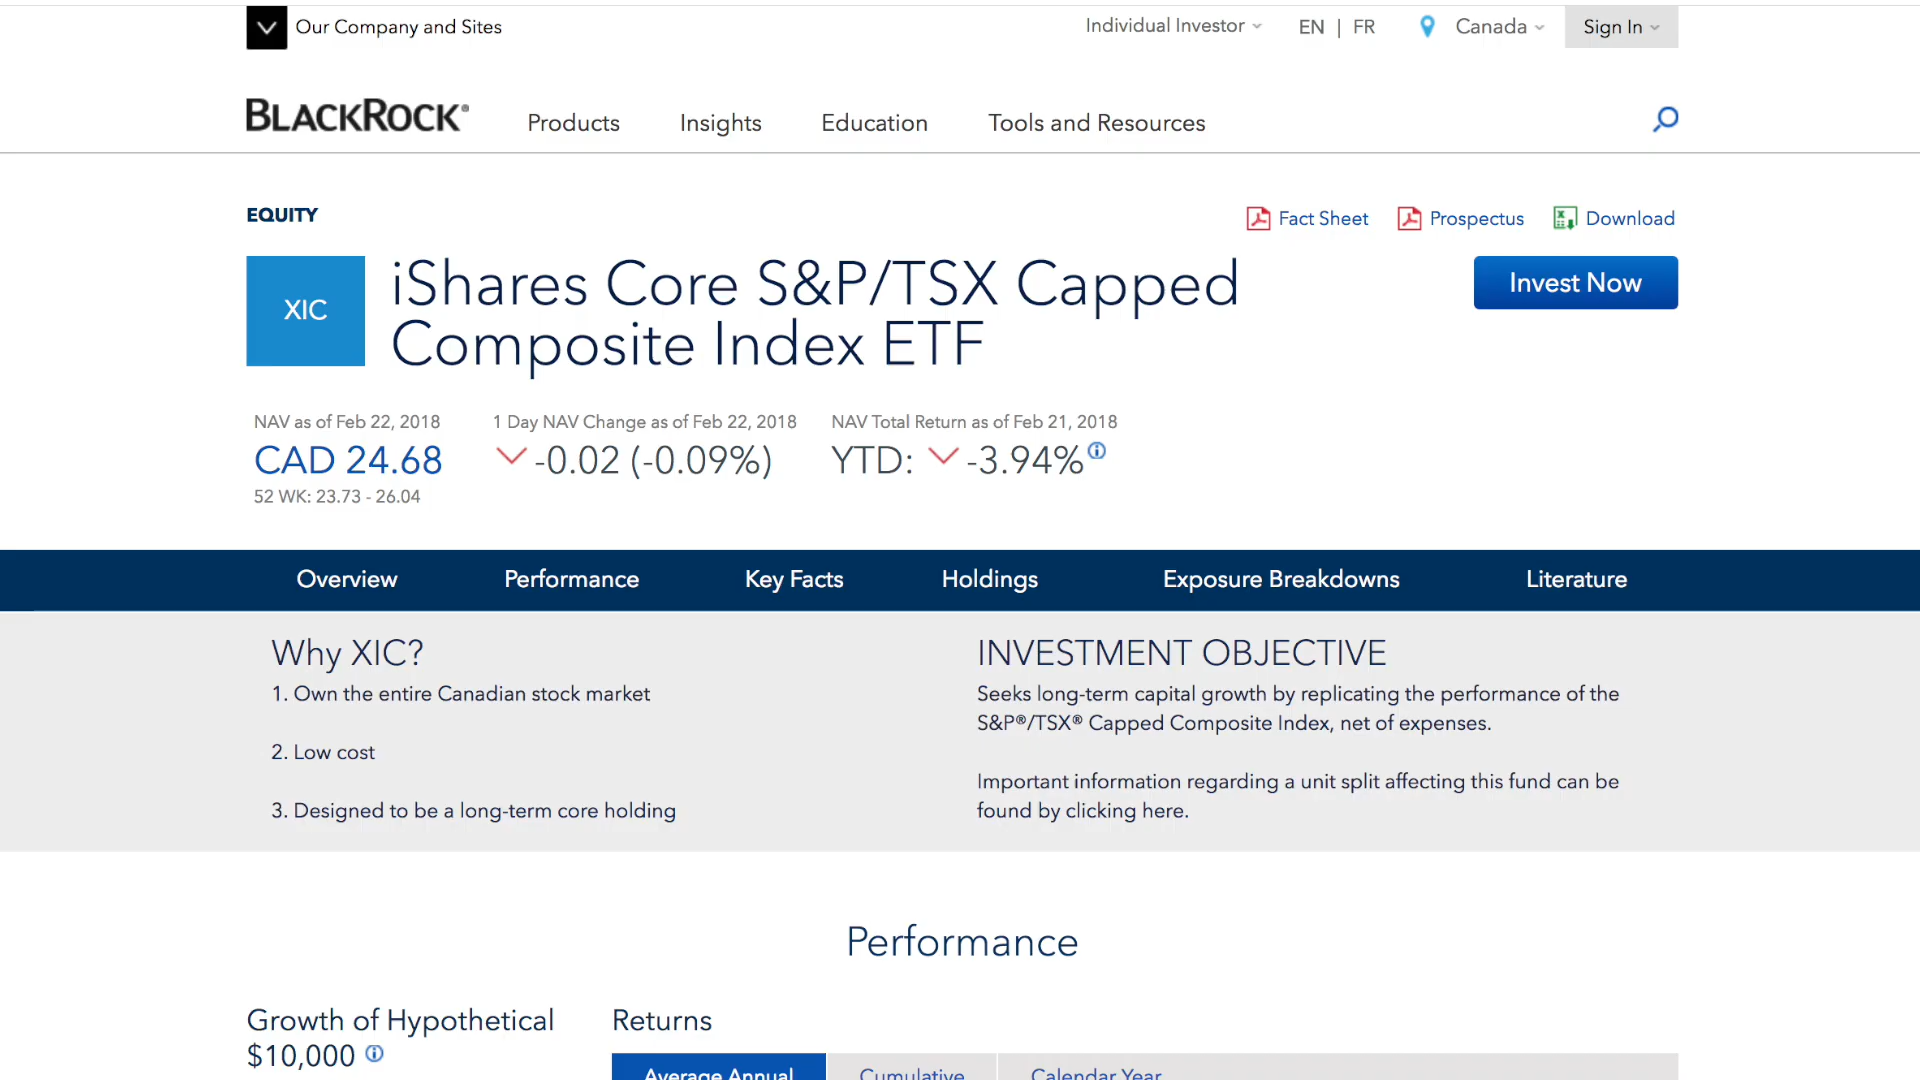 Our Company and Sites
Individual Investor
EN | FR
Canada
Sign In
BLACKROCK®
Products
Insights
Education
Tools and Resources
EQUITY
Fact Sheet
Prospectus
Download
XIC
iShares Core S&P/TSX Capped
Composite Index ETF
Invest Now
NAV as of Feb 22, 2018
CAD 24.68
52 WK: 23.73 - 26.04
1 Day NAV Change as of Feb 22, 2018
-0.02 (-0.09%)
NAV Total Return as of Feb 21, 2018
YTD: -3.94%
Overview
Performance
Key Facts
Holdings
Exposure Breakdowns
Literature
Why XIC?
1. Own the entire Canadian stock market
2. Low cost
3. Designed to be a long-term core holding
INVESTMENT OBJECTIVE
Seeks long-term capital growth by replicating the performance of the
S&P®/TSX® Capped Composite Index, net of expenses.
Important information regarding a unit split affecting this fund can be
found by clicking here.
Performance
Growth of Hypothetical
$10,000
Returns
Average Annual
Cumulative
Calendar Year